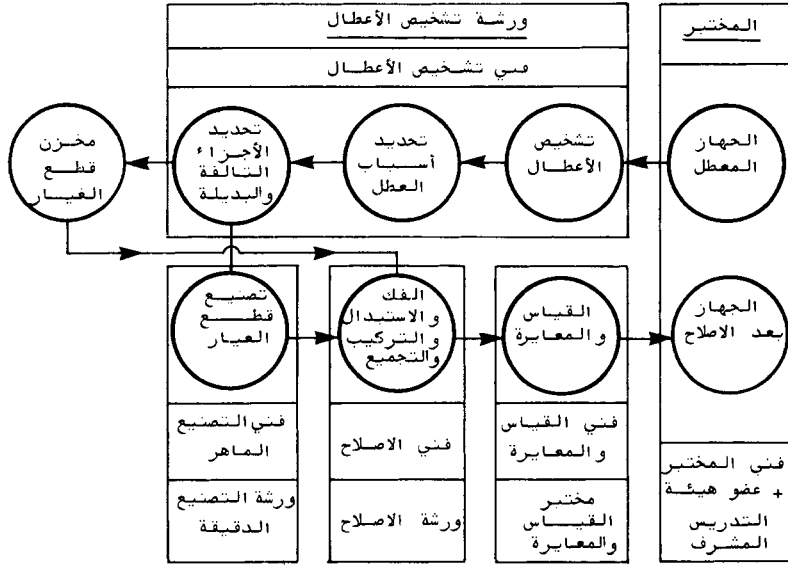 المختبر
ورشة تشخيص الأعطال
فني تشخيص الأعطال
الجهاز
المعطل
تشخيص
الأعطال
تحديد
أسباب
العطل
تحديد
الأجزاء
التالفة
والبديلة
مخزن
قطع
الغيار
تصنيع
قطع
الغيار
الفك
والاستبدال
والتركيب
والتجميع
القياس
والمعايرة
الجهاز
بعد الاصلاح
فني التصنيع
الماهر
ورشة التصنيع
الدقيقة
فني الاصلاح
ورشة الاصلاح
فني القياس
والمعايرة
مختبر
القياس
والمعايرة
فني المختبر
+ عضو هيئة
التدريس
المشرف